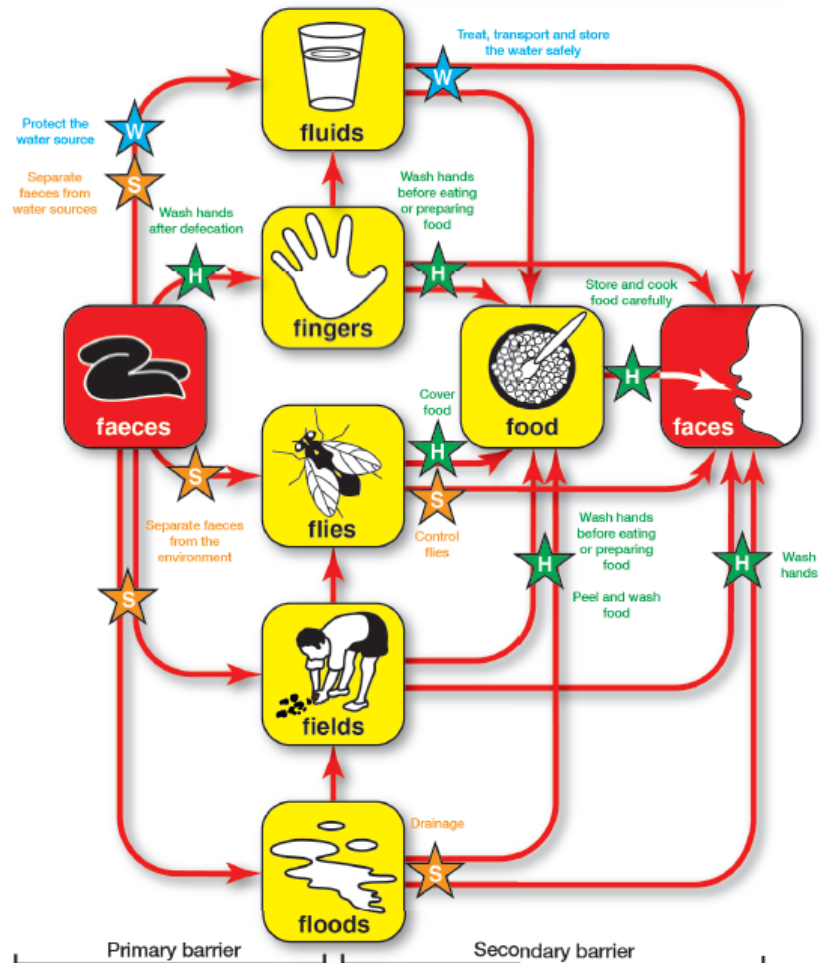 Treat, transport and store
the water safely
W
fluids
Protect the
water source
W
Separate
faeces from
water sources
S
Wash hands
after defecation
H
Wash hands
before eating
or preparing
food
H
fingers
Store and cook
food carefully
H
faeces
food
faces
Cover
food
H
S
S
Control
flies
flies
Separate faeces
from the
environment
S
Wash hands
before eating
or preparing
food
H
Peel and wash
food
H
Wash
hands
fields
Drainage
S
floods
Primary barrier
Secondary barrier